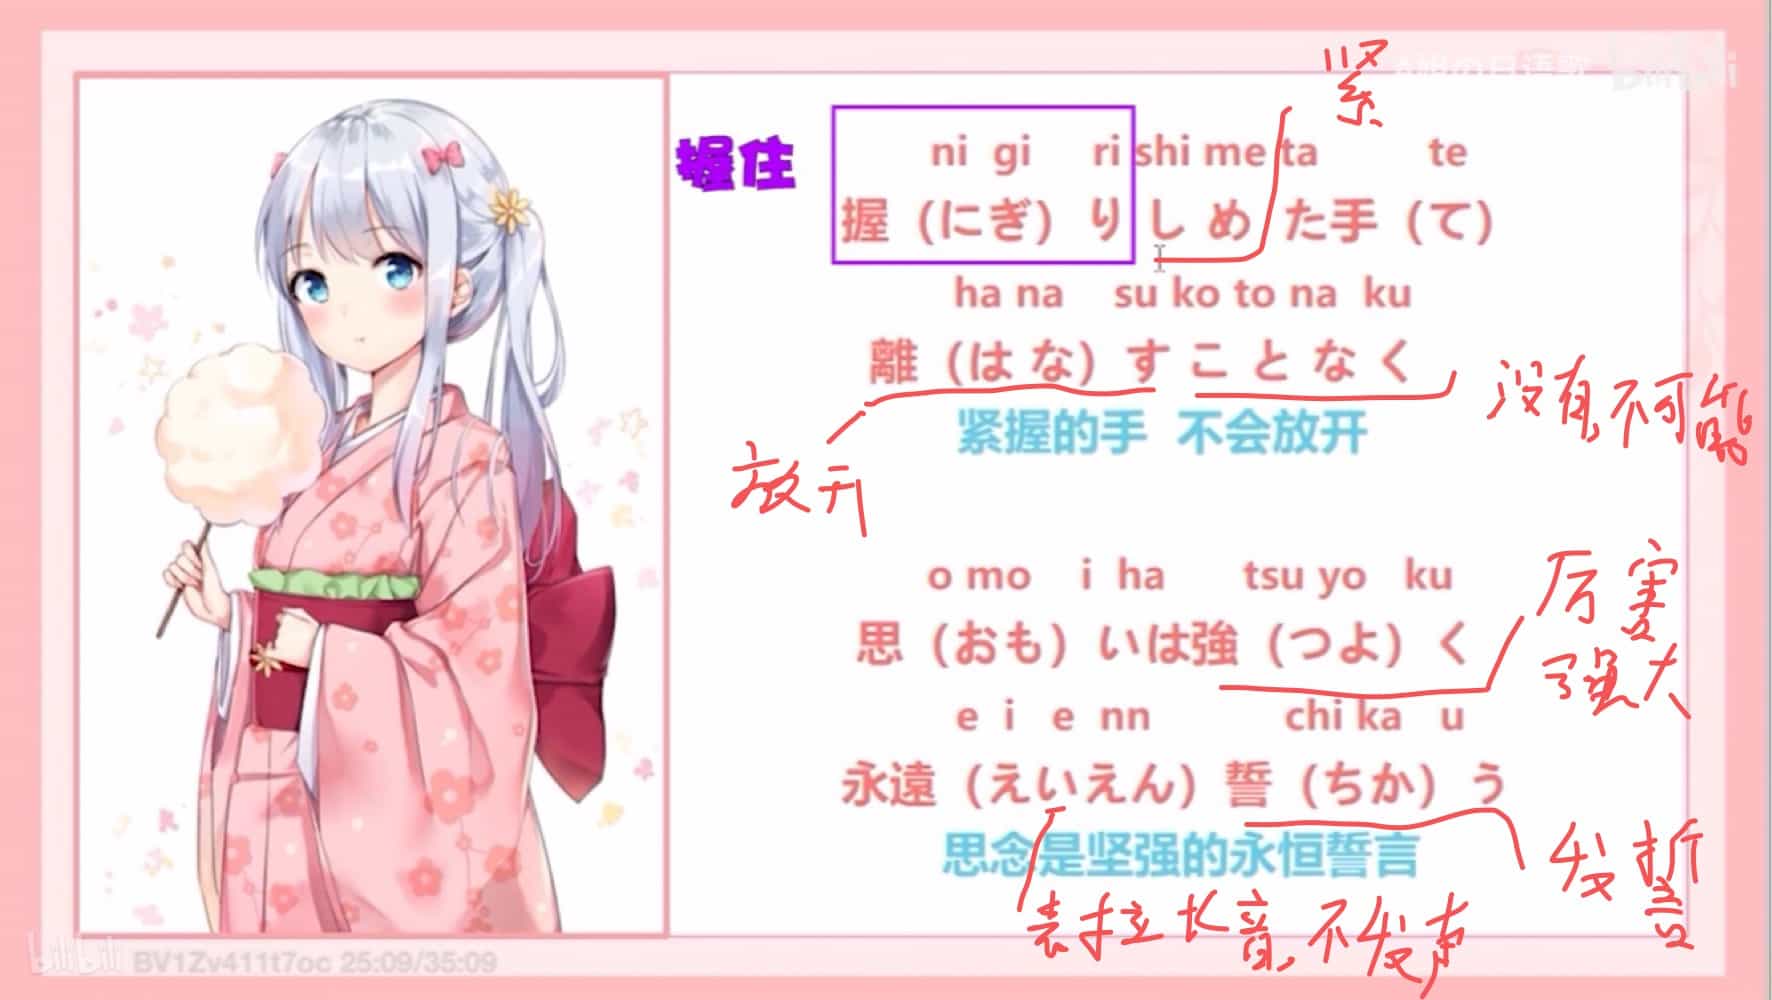 紧
握住
ni gi ri shi me ta te
握（にぎ）りしめた手（て）
ha na su ko to na ku
離（はな）すことなく
没有,不可能
紧握的手 不会放开
放开
o mo i ha tsu yo ku
思（おも）いは強（つよ）く
厉害
强大
e i e nn chi ka u
永遠（えいえん）誓（ちか）う
思念是坚强的永恒誓言
发誓
表拉长音,不发声
bilibili BV1Zv411t7oc 25:09/35:09